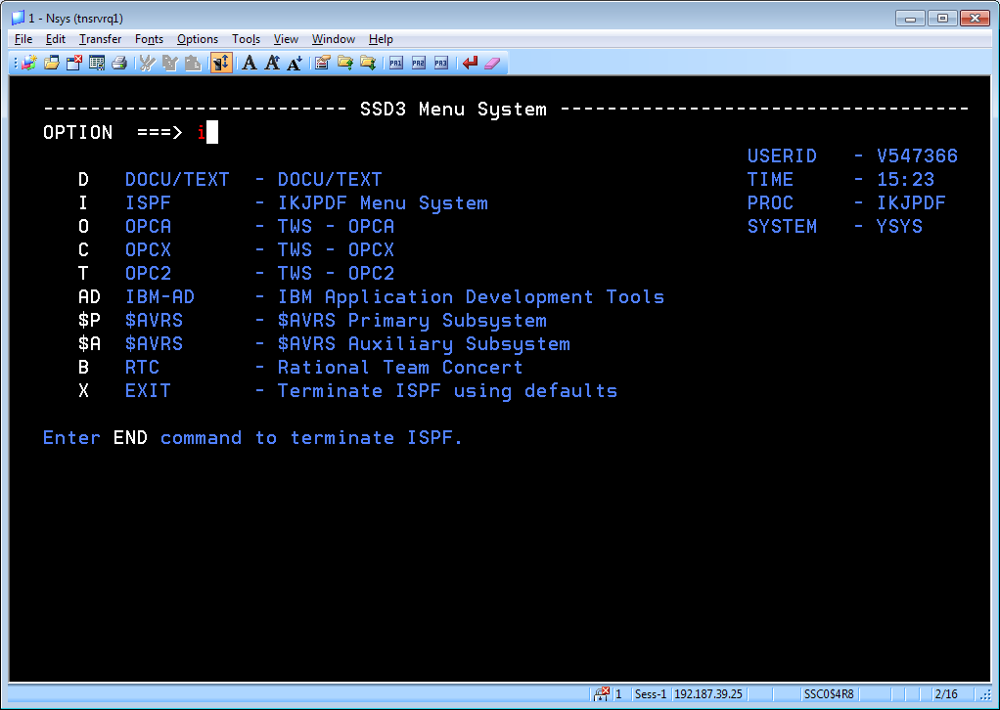 1 - Nsys (tnsrvrq1)
File Edit Transfer Fonts Options Tools View Window Help
A A A PA1 PA2 PA3
-------------------------- SSD3 Menu System -----------------------------------
OPTION ===> i
USERID - V547366
D DOCU/TEXT - DOCU/TEXT TIME - 15:23
I ISPF - IKJPDF Menu System PROC - IKJPDF
O OPCA - TWS - OPCA SYSTEM - YSYS
C OPCX - TWS - OPCX
T OPC2 - TWS - OPC2
AD IBM-AD - IBM Application Development Tools
$P $AVRS - $AVRS Primary Subsystem
$A $AVRS - $AVRS Auxiliary Subsystem
B RTC - Rational Team Concert
X EXIT - Terminate ISPF using defaults
Enter END command to terminate ISPF.
1 Sess-1 192.187.39.25 SSC0$4R8 2/16